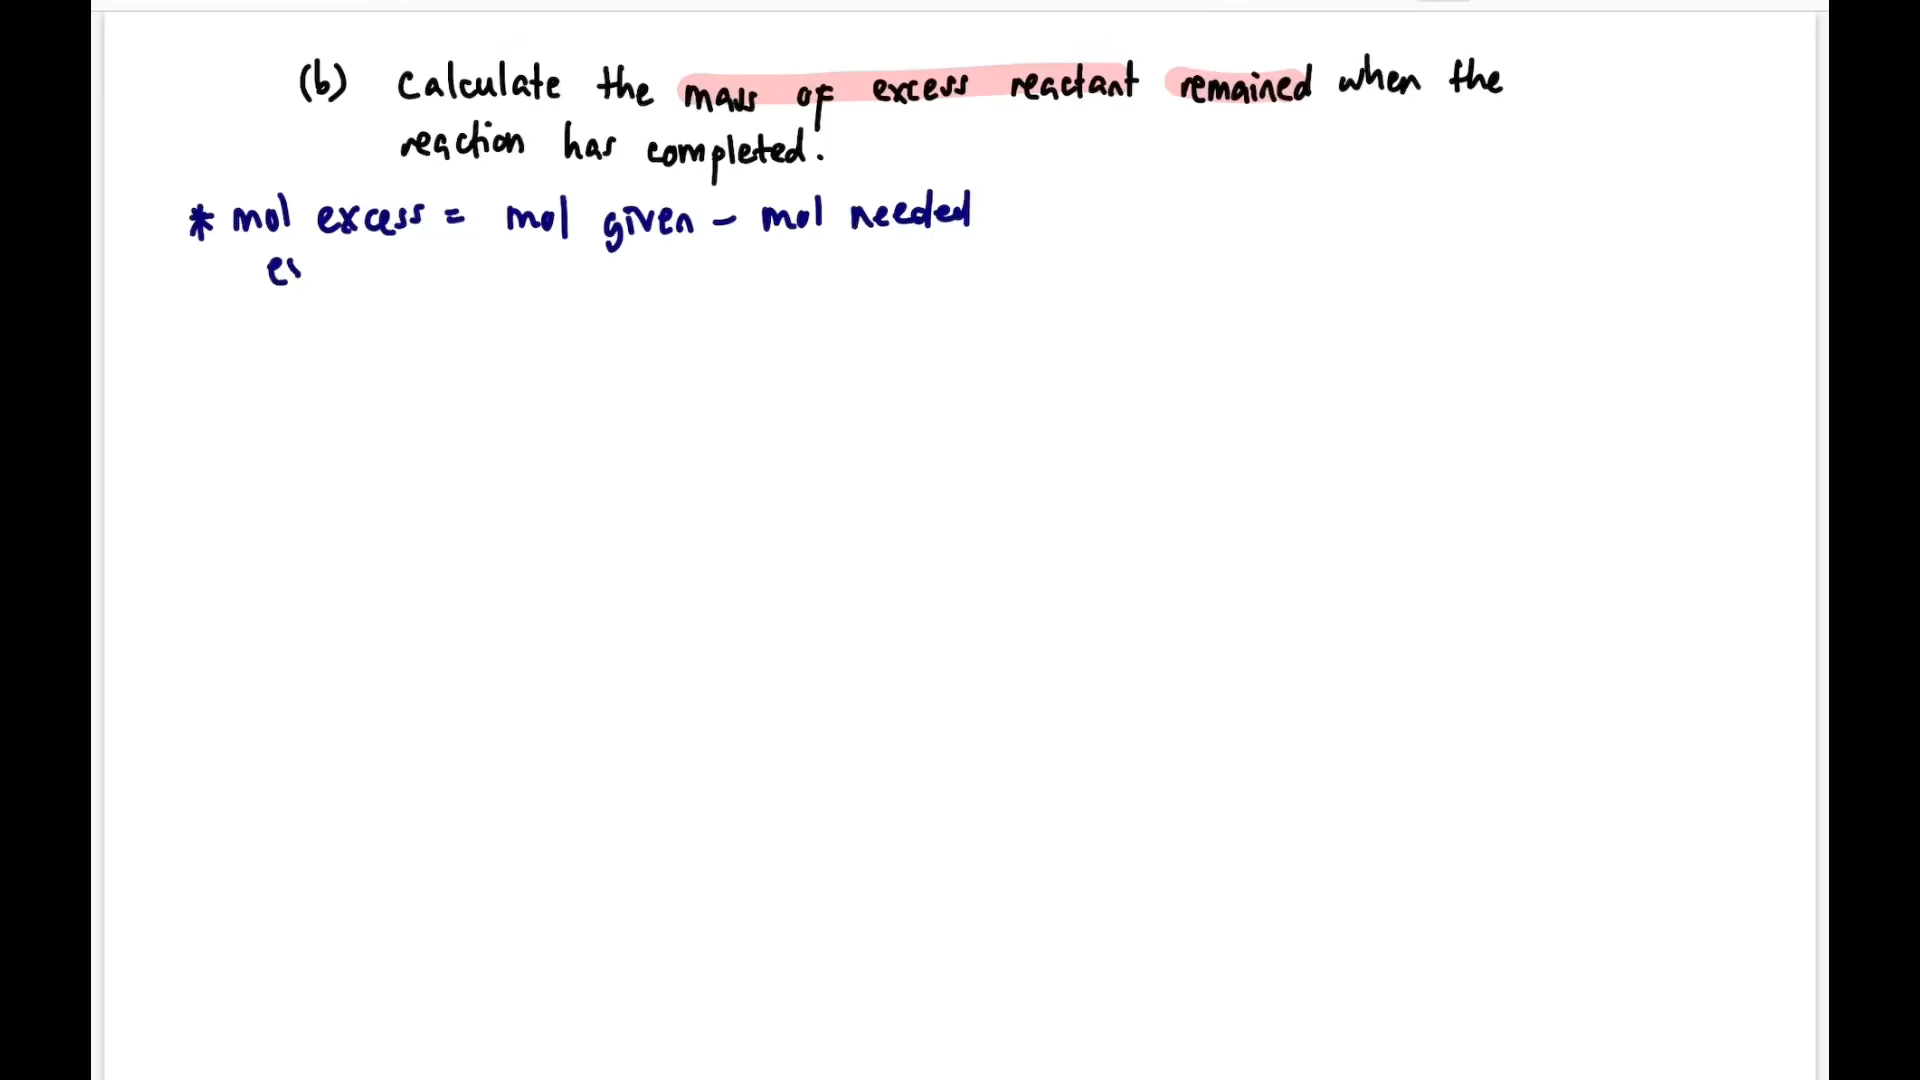 (b) Calculate the mass of excess reactant remained when the
reaction has completed.
* mol excess = mol given - mol needed